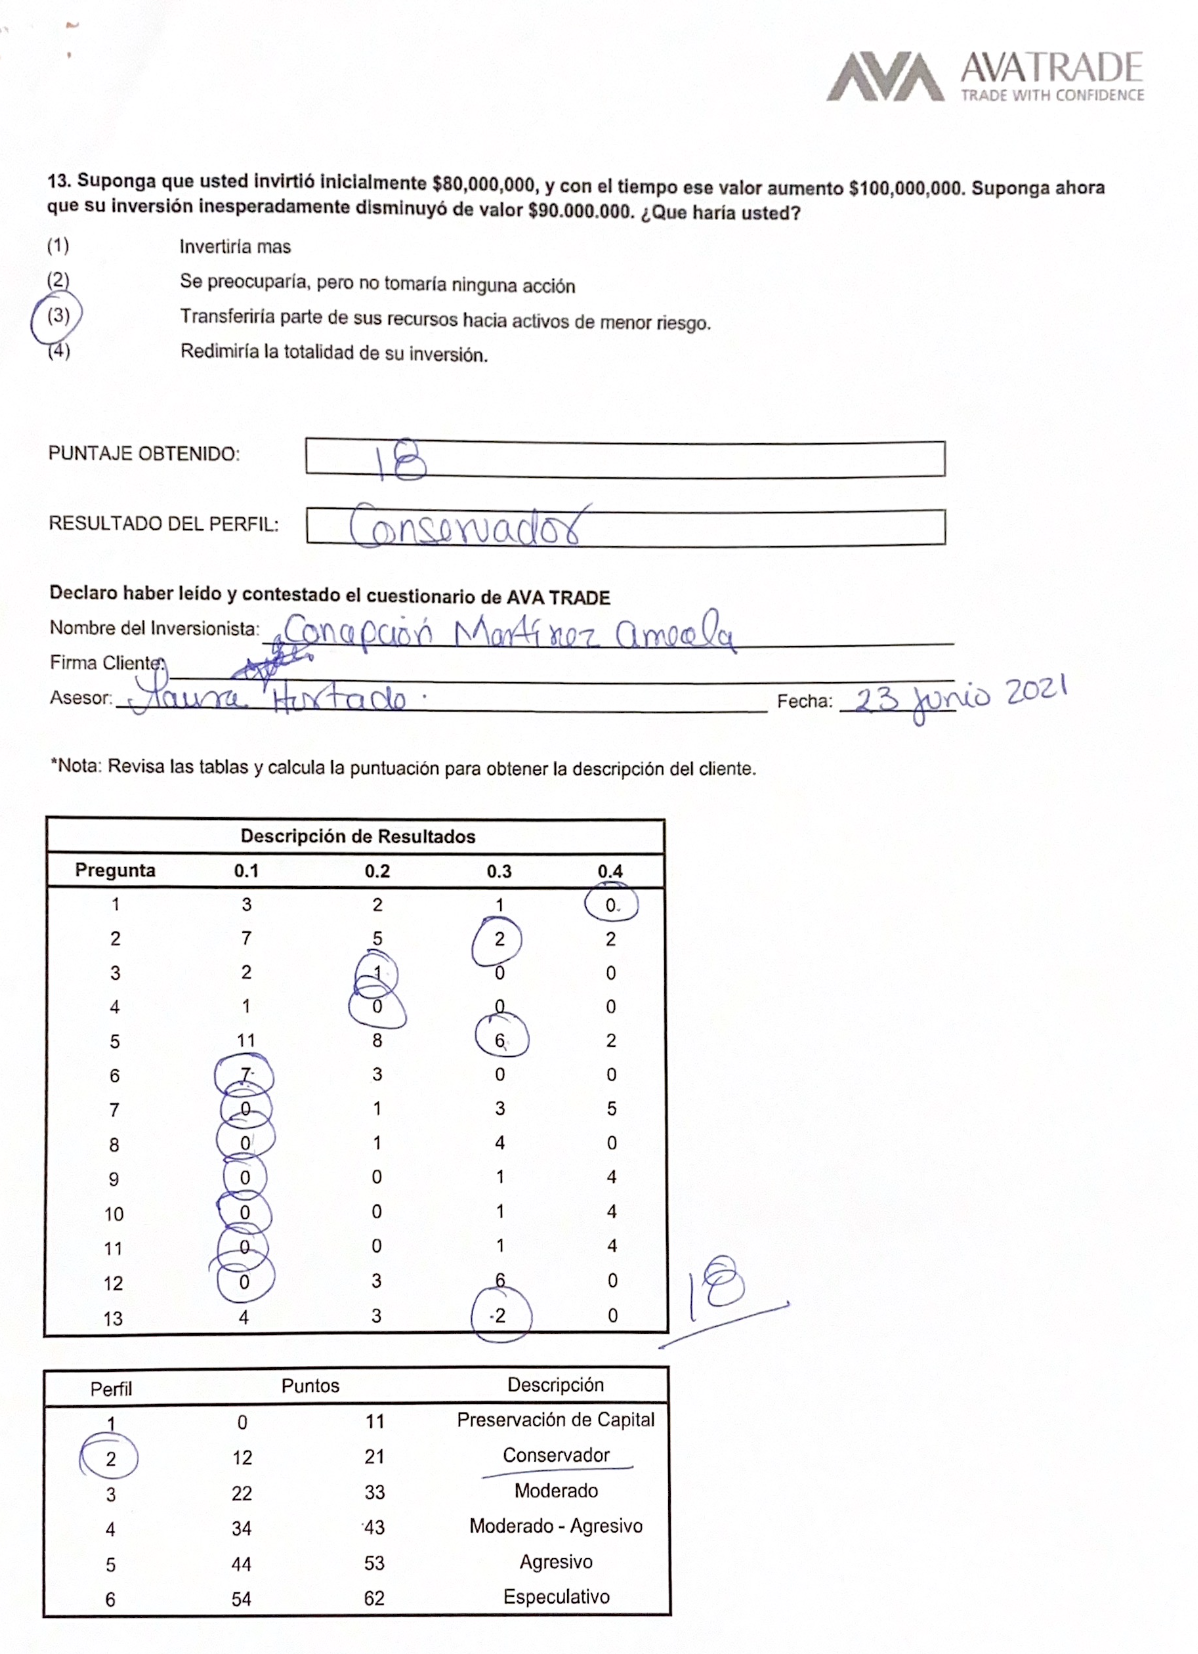 AVA AVATRADE
TRADE WITH CONFIDENCE
13. Suponga que usted invirtió inicialmente $80,000,000, y con el tiempo ese valor aumento $100,000,000. Suponga ahora
que su inversión inesperadamente disminuyó de valor $90.000.000. ¿Que haría usted?
(1) Invertiría mas
(2) Se preocuparía, pero no tomaría ninguna acción
(3) Transferiría parte de sus recursos hacia activos de menor riesgo.
(4) Redimiría la totalidad de su inversión.
PUNTAJE OBTENIDO: 18
RESULTADO DEL PERFIL: Conservador
Declaro haber leído y contestado el cuestionario de AVA TRADE
Nombre del Inversionista: Concepción Martínez Ameela
Firma Cliente:
Asesor: Laura Hurtado. Fecha: 23 junio 2021
*Nota: Revisa las tablas y calcula la puntuación para obtener la descripción del cliente.
Descripción de Resultados
Pregunta 0.1 0.2 0.3 0.4
1 3 2 1 0
2 7 5 2 2
3 2 1 0 0
4 1 0 0 0
5 11 8 6 2
6 7 3 0 0
7 0 1 3 5
8 0 1 4 0
9 0 0 1 4
10 0 0 1 4
11 0 0 1 4
12 0 3 6 0
13 4 3 2 0
18
Perfil Puntos Descripción
1 0 11 Preservación de Capital
2 12 21 Conservador
3 22 33 Moderado
4 34 43 Moderado - Agresivo
5 44 53 Agresivo
6 54 62 Especulativo